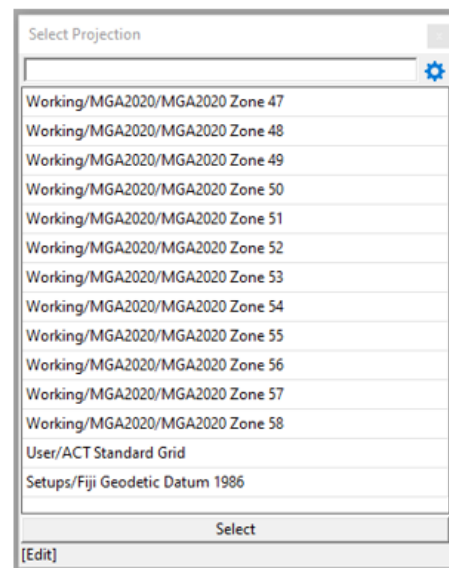 Select Projection
x
Working/MGA2020/MGA2020 Zone 47
Working/MGA2020/MGA2020 Zone 48
Working/MGA2020/MGA2020 Zone 49
Working/MGA2020/MGA2020 Zone 50
Working/MGA2020/MGA2020 Zone 51
Working/MGA2020/MGA2020 Zone 52
Working/MGA2020/MGA2020 Zone 53
Working/MGA2020/MGA2020 Zone 54
Working/MGA2020/MGA2020 Zone 55
Working/MGA2020/MGA2020 Zone 56
Working/MGA2020/MGA2020 Zone 57
Working/MGA2020/MGA2020 Zone 58
User/ACT Standard Grid
Setups/Fiji Geodetic Datum 1986
Select
[Edit]